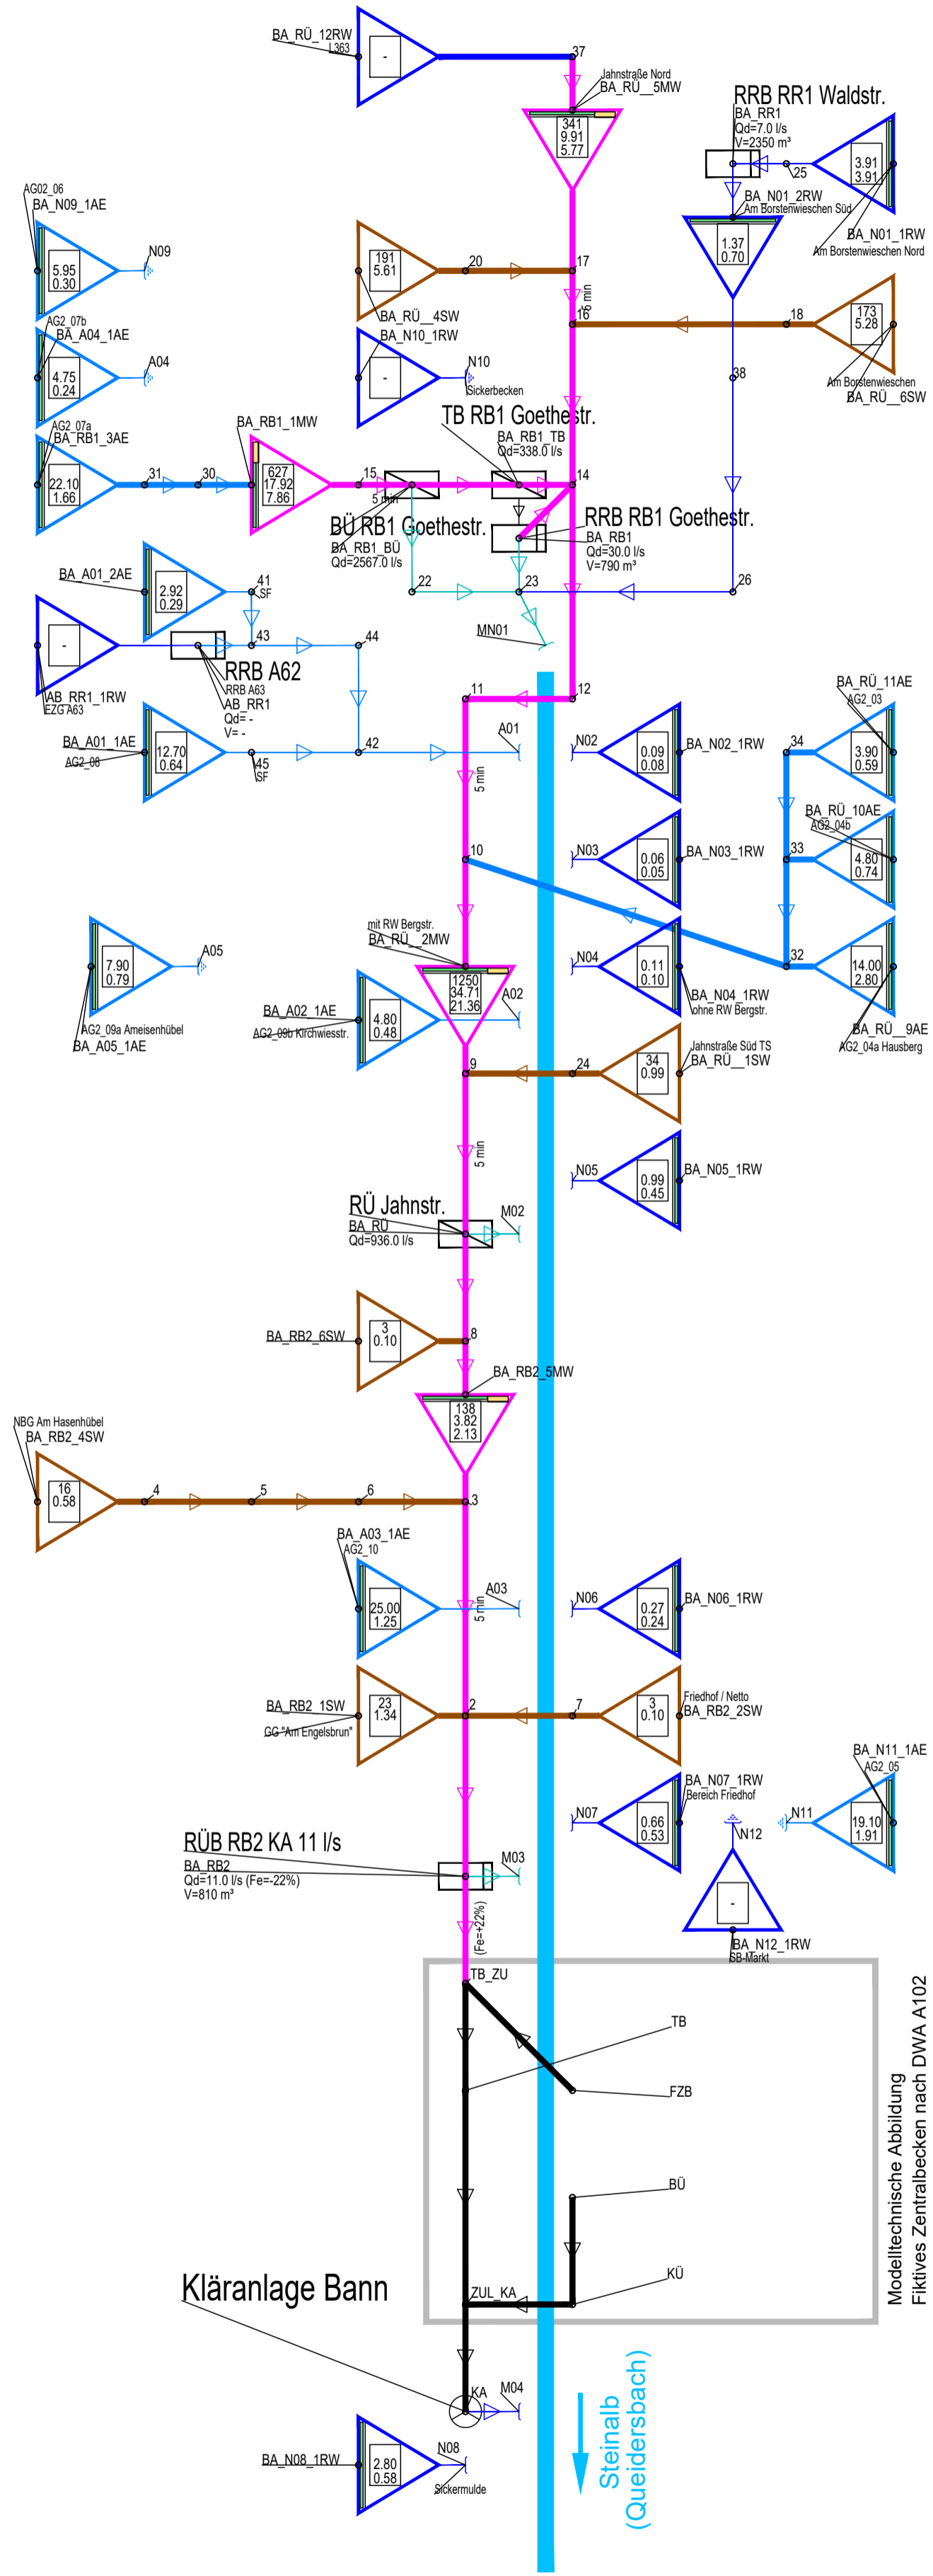 BA_RÜ_12RW
L363
-
37
Jahnstraße Nord
BA_RÜ__5MW
341
9.91
5.77
RRB RR1 Waldstr.
BA_RR1
Qd=7.0 l/s
V=2350 m³
25
3.91
3.91
BA_N01_1RW
Am Borstenwieschen Nord
BA_N01_2RW
Am Borstenwieschen Süd
1.37
0.70
AG02_06
BA_N09_1AE
5.95
0.30
N09
191
5.61
20
17
BA_RÜ__4SW
5 min
16
18
173
5.28
Am Borstenwieschen
BA_RÜ__6SW
AG2_07b
BA_A04_1AE
4.75
0.24
A04
BA_N10_1RW
-
N10
Sickerbecken
38
TB RB1 Goethestr.
BA_RB1_TB
Qd=338.0 l/s
AG2_07a
BA_RB1_3AE
22.10
1.66
31
30
BA_RB1_1MW
627
17.92
7.86
15
5 min
14
BÜ RB1 Goethestr.
BA_RB1_BÜ
Qd=2567.0 l/s
RRB RB1 Goethestr.
BA_RB1
Qd=30.0 l/s
V=790 m³
BA_A01_2AE
2.92
0.29
41
SF
22
23
26
MN01
-
AB_RR1_1RW
EZG A63
43
44
RRB A62
RRB A63
AB_RR1
Qd= -
V= -
11
12
BA_A01_1AE
AG2_08
12.70
0.64
45
SF
42
A01
5 min
N02
0.09
0.08
BA_N02_1RW
34
BA_RÜ_11AE
AG2_03
3.90
0.59
10
N03
0.06
0.05
BA_N03_1RW
33
BA_RÜ_10AE
AG2_04b
4.80
0.74
A05
7.90
0.79
AG2_09a Ameisenhübel
BA_A05_1AE
mit RW Bergstr.
BA_RÜ__2MW
1250
34.71
21.36
A02
BA_A02_1AE
AG2_09b Kirchwiesstr.
4.80
0.48
N04
0.11
0.10
BA_N04_1RW
ohne RW Bergstr.
32
14.00
2.80
BA_RÜ__9AE
AG2_04a Hausberg
9
24
34
0.99
Jahnstraße Süd TS
BA_RÜ__1SW
5 min
N05
0.99
0.45
BA_N05_1RW
RÜ Jahnstr.
BA_RÜ
Qd=936.0 l/s
M02
BA_RB2_6SW
3
0.10
8
BA_RB2_5MW
138
3.82
2.13
NBG Am Hasenhübel
BA_RB2_4SW
16
0.58
4
5
6
3
BA_A03_1AE
AG2_10
25.00
1.25
A03
5 min
N06
0.27
0.24
BA_N06_1RW
BA_RB2_1SW
GG "Am Engelsbrun"
23
1.34
2
7
3
0.10
Friedhof / Netto
BA_RB2_2SW
N07
0.66
0.53
BA_N07_1RW
Bereich Friedhof
BA_N11_1AE
AG2_05
N11
19.10
1.91
N12
-
BA_N12_1RW
SB-Markt
RÜB RB2 KA 11 l/s
BA_RB2
Qd=11.0 l/s (Fe=-22%)
V=810 m³
M03
(Fe=+22%)
TB_ZU
TB
FZB
BÜ
KÜ
ZUL_KA
Modelltechnische Abbildung
Fiktives Zentralbecken nach DWA A102
Kläranlage Bann
KA
M04
BA_N08_1RW
2.80
0.58
N08
Sickermulde
Steinalb
(Queidersbach)